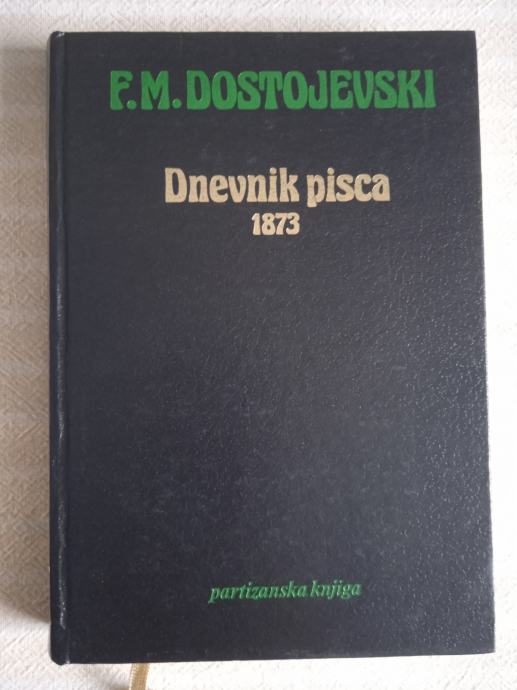 F.M. DOSTOJEVSKI
Dnevnik pisca
1873
partizanska knjiga